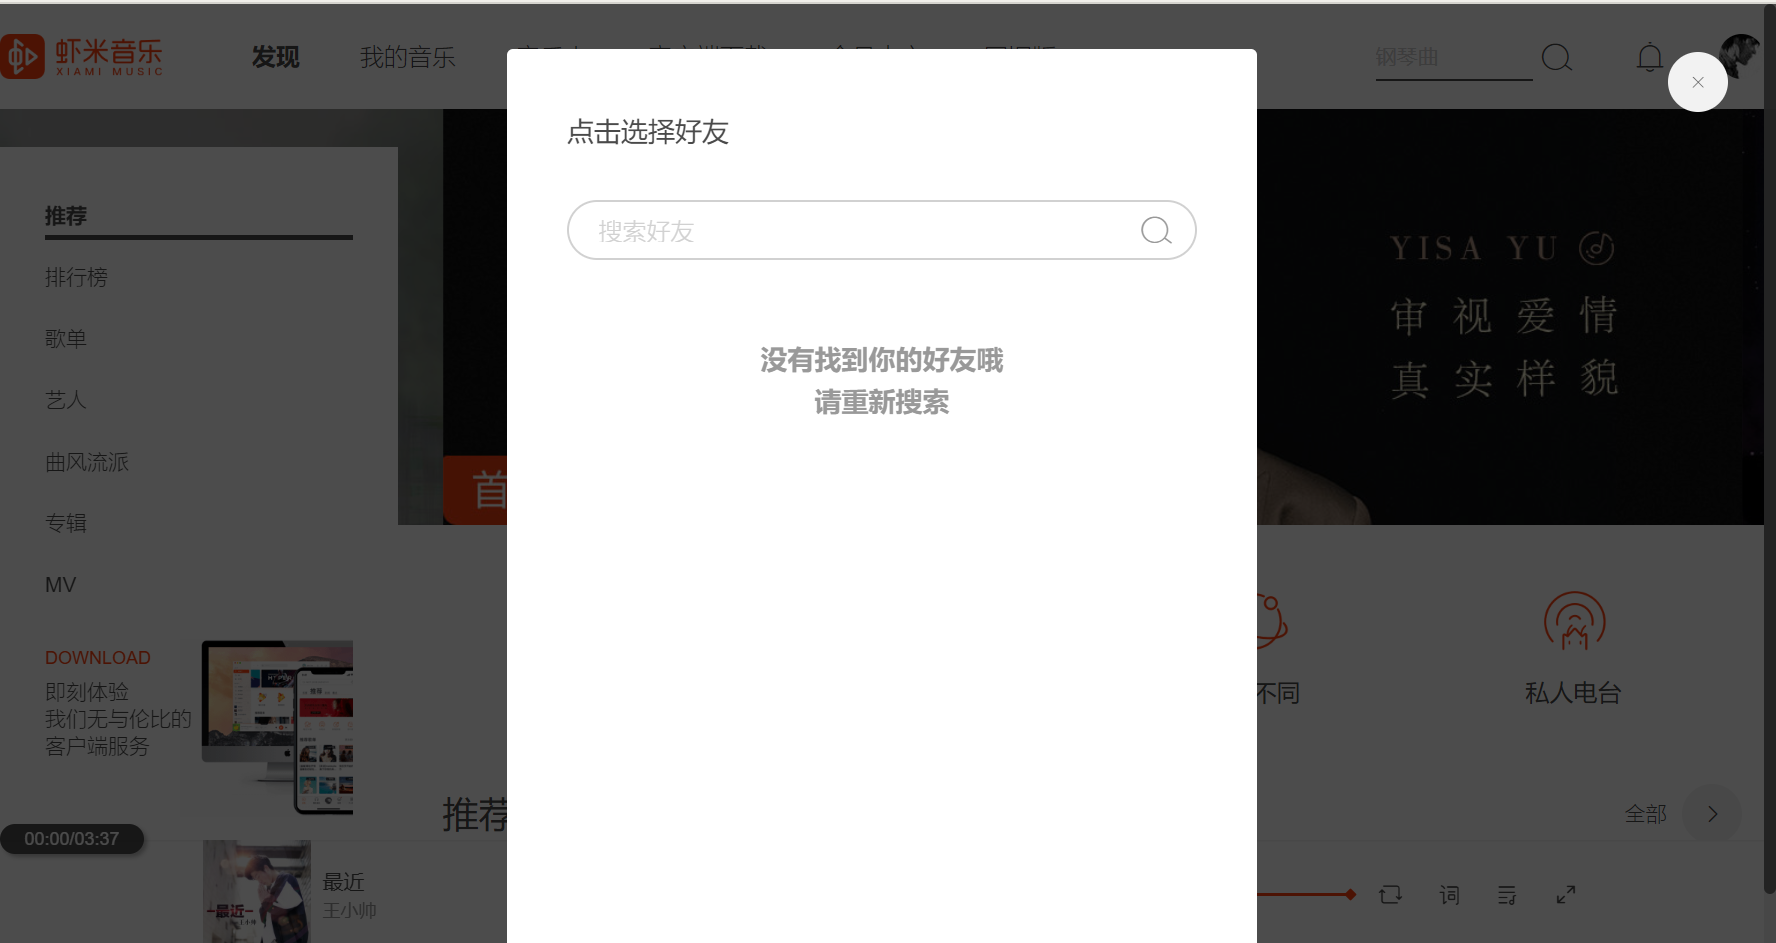 虾米音乐
XIAMI MUSIC
发现
我的音乐
钢琴曲
点击选择好友
搜索好友
没有找到你的好友哦
请重新搜索
推荐
排行榜
歌单
艺人
曲风流派
专辑
MV
DOWNLOAD
即刻体验
我们无与伦比的
客户端服务
YISA YU
审视爱情
真实样貌
首
不同
私人电台
推荐
全部
00:00/03:37
最近
王小帅
最近
词